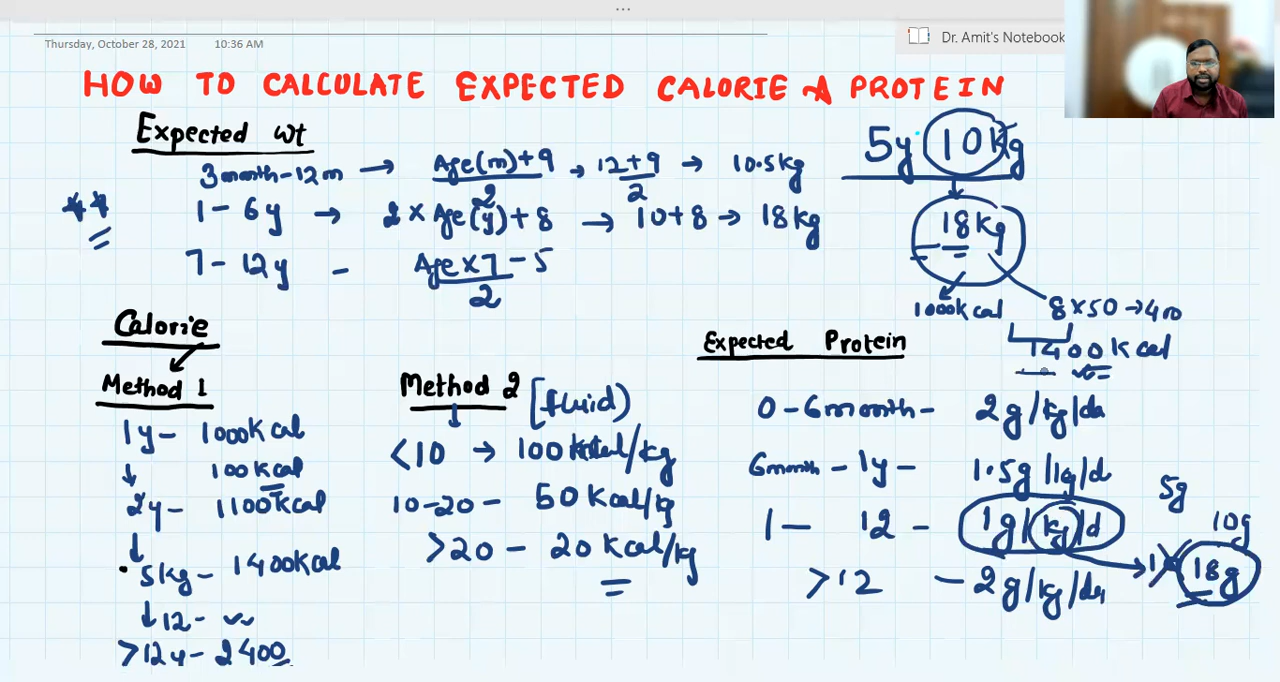 Thursday, October 28, 2021 10:36 AM
Dr. Amit's Notebook
HOW TO CALCULATE EXPECTED CALORIE & PROTEIN
Expected wt
5y 10Kg
3month-12m → Age(m)+9 → 12+9 → 10.5kg
2 2
1-6y → 2×Age(y)+8 → 10+8 → 18kg
18Kg
7-12y - Age×7-5
2
1000Kcal 8×50→400
1400Kcal
Calorie
Expected Protein
Method 1
Method 2 [fluid)
1y- 1000Kcal
100Kcal
2y- 1100Kcal
5kg- 1400Kcal
12-
>12y- 2400
<10 → 100 /kg
10-20- 50Kcal/kg
>20- 20Kcal/kg
0-6month- 2g/kg/da
6month-1y- 1.5g/kg/d
1- 12- 1g/kg/d
>12 -2g/kg/day
5g
10g
18g